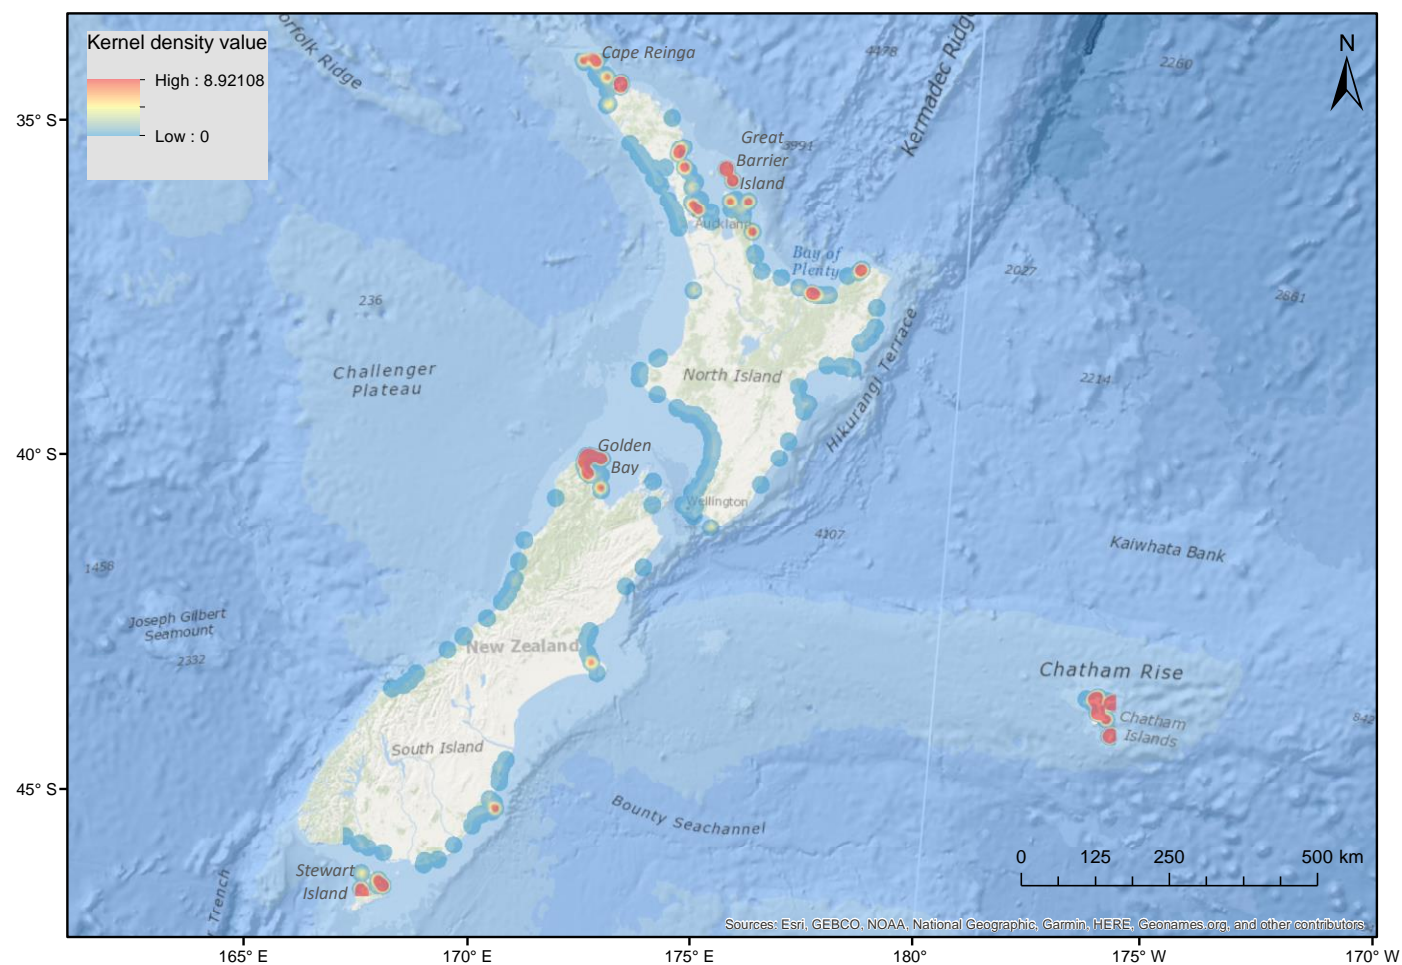 Kernel density value
High : 8.92108
Low : 0
N
orfolk Ridge
Cape Reinga
4478
Kermadec Ridge
2260
35° S
Great
Barrier
Island
3991
Auckland
Bay of
Plenty
2027
2661
236
Challenger
Plateau
North Island
Hikurangi Terrace
2214
40° S
Golden
Bay
Wellington
4107
Kaiwhata Bank
1458
Joseph Gilbert
Seamount
2332
New Zealand
Chatham Rise
Chatham
Islands
842
South Island
45° S
Bounty Seachannel
Stewart
Island
Trench
0 125 250 500 km
Sources: Esri, GEBCO, NOAA, National Geographic, Garmin, HERE, Geonames.org, and other contributors
165° E 170° E 175° E 180° 175° W 170° W